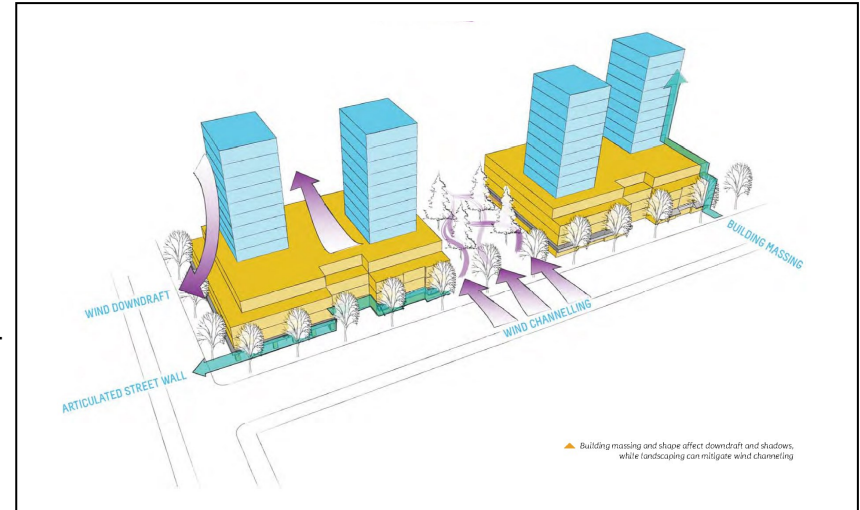 BUILDING MASSING
WIND DOWNDRAFT
WIND CHANNELLING
ARTICULATED STREET WALL
Building massing and shape affect downdraft and shadows,
while landscaping can mitigate wind channeling